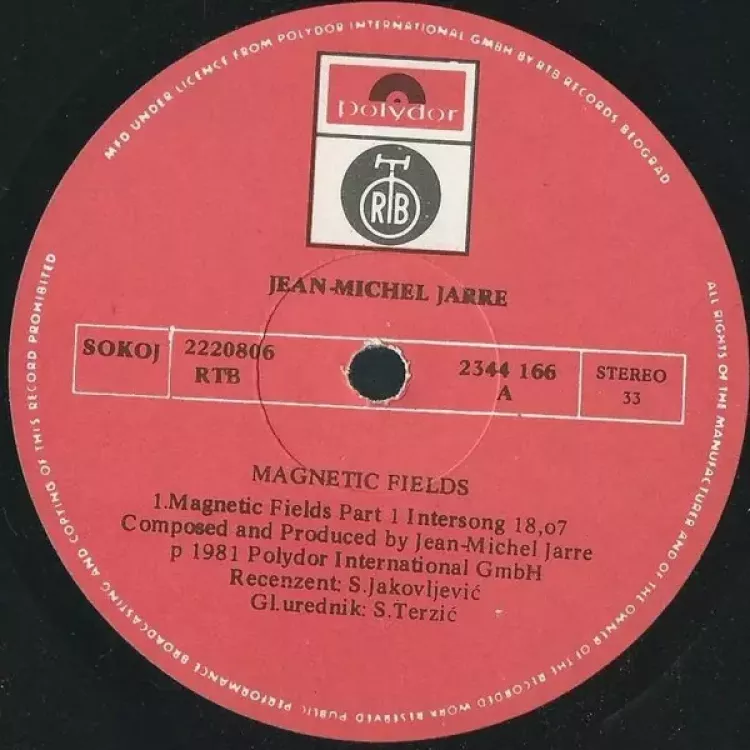 MFD UNDER LICENCE FROM POLYDOR INTERNATIONAL GMBH BY RTB RECORDS BEOGRAD
polydor
RTB
JEAN-MICHEL JARRE
SOKOJ
2220806
RTB
2344 166
A
STEREO
33
MAGNETIC FIELDS
1.Magnetic Fields Part 1 Intersong 18,o7
Composed and Produced by Jean-Michel Jarre
p 1981 Polydor International GmbH
Recenzent: S.Jakovljević
Gl.urednik: S.Terzić
ALL RIGHTS OF THE MANUFACTURER AND OF THE OWNER OF THE RECORDED WORK RESERVED PUBLIC PERFORMANCE BROADCASTING AND COPYING OF THIS RECORD PROHIBITED